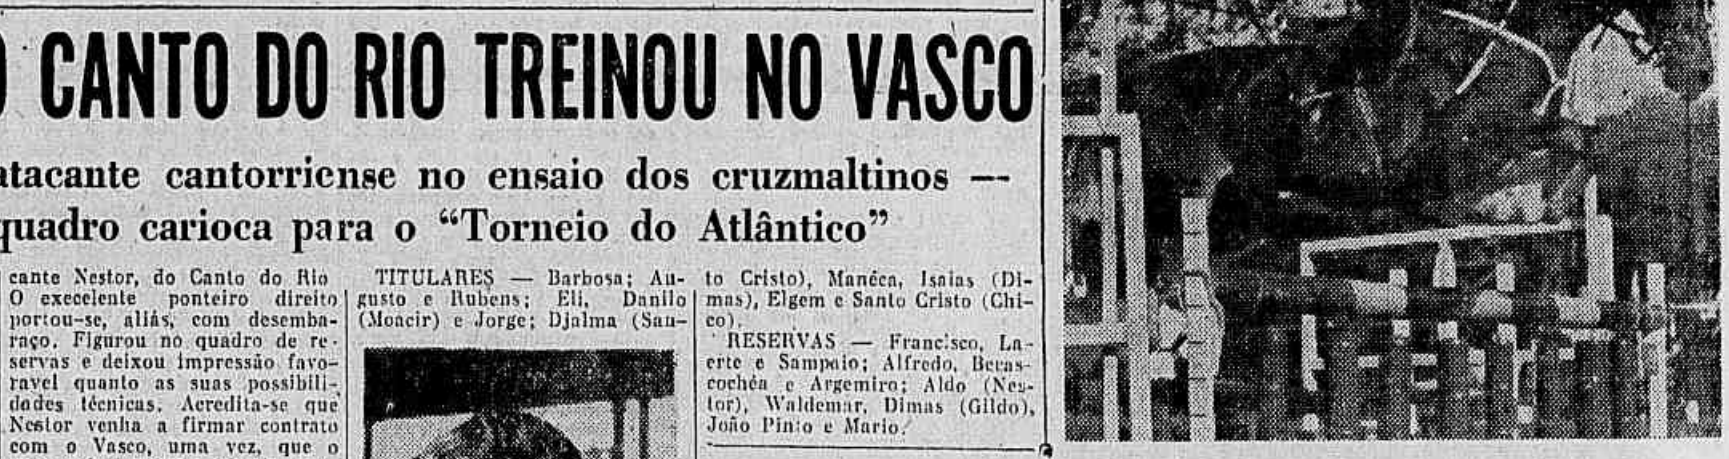 O CANTO DO RIO TREINOU NO VASCO
atacante cantorriense no ensaio dos cruzmaltinos —
quadro carioca para o “Torneio do Atlântico”
cante Nestor, do Canto do Rio
O execelente ponteiro direito
portou-se, aliás, com desemba-
raço. Figurou no quadro de re-
servas e deixou impressão favo-
ravel quanto as suas possibili-
dades técnicas. Acredita-se que
Nestor venha a firmar contrato
com o Vasco, uma vez, que o
TITULARES — Barbosa; Au-
gusto e Rubens; Eli, Danilo
(Moacir) e Jorge; Djalma (San-
to Cristo), Manéca, Isaias (Di-
mas), Elgem e Santo Cristo (Chi-
co).
RESERVAS — Francisco, La-
erte e Sampaio; Alfredo, Beras-
cochéa e Argemiro; Aldo (Nes-
tor), Waldemar, Dimas (Gildo),
João Pinto e Mario.